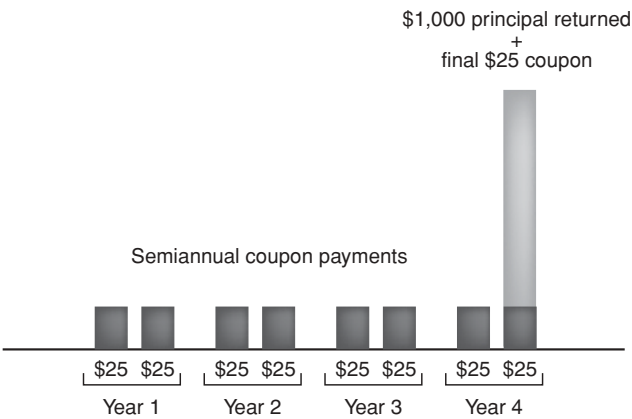 $1,000 principal returned
+
final $25 coupon
Semiannual coupon payments
$25 $25 $25 $25 $25 $25 $25 $25
Year 1 Year 2 Year 3 Year 4